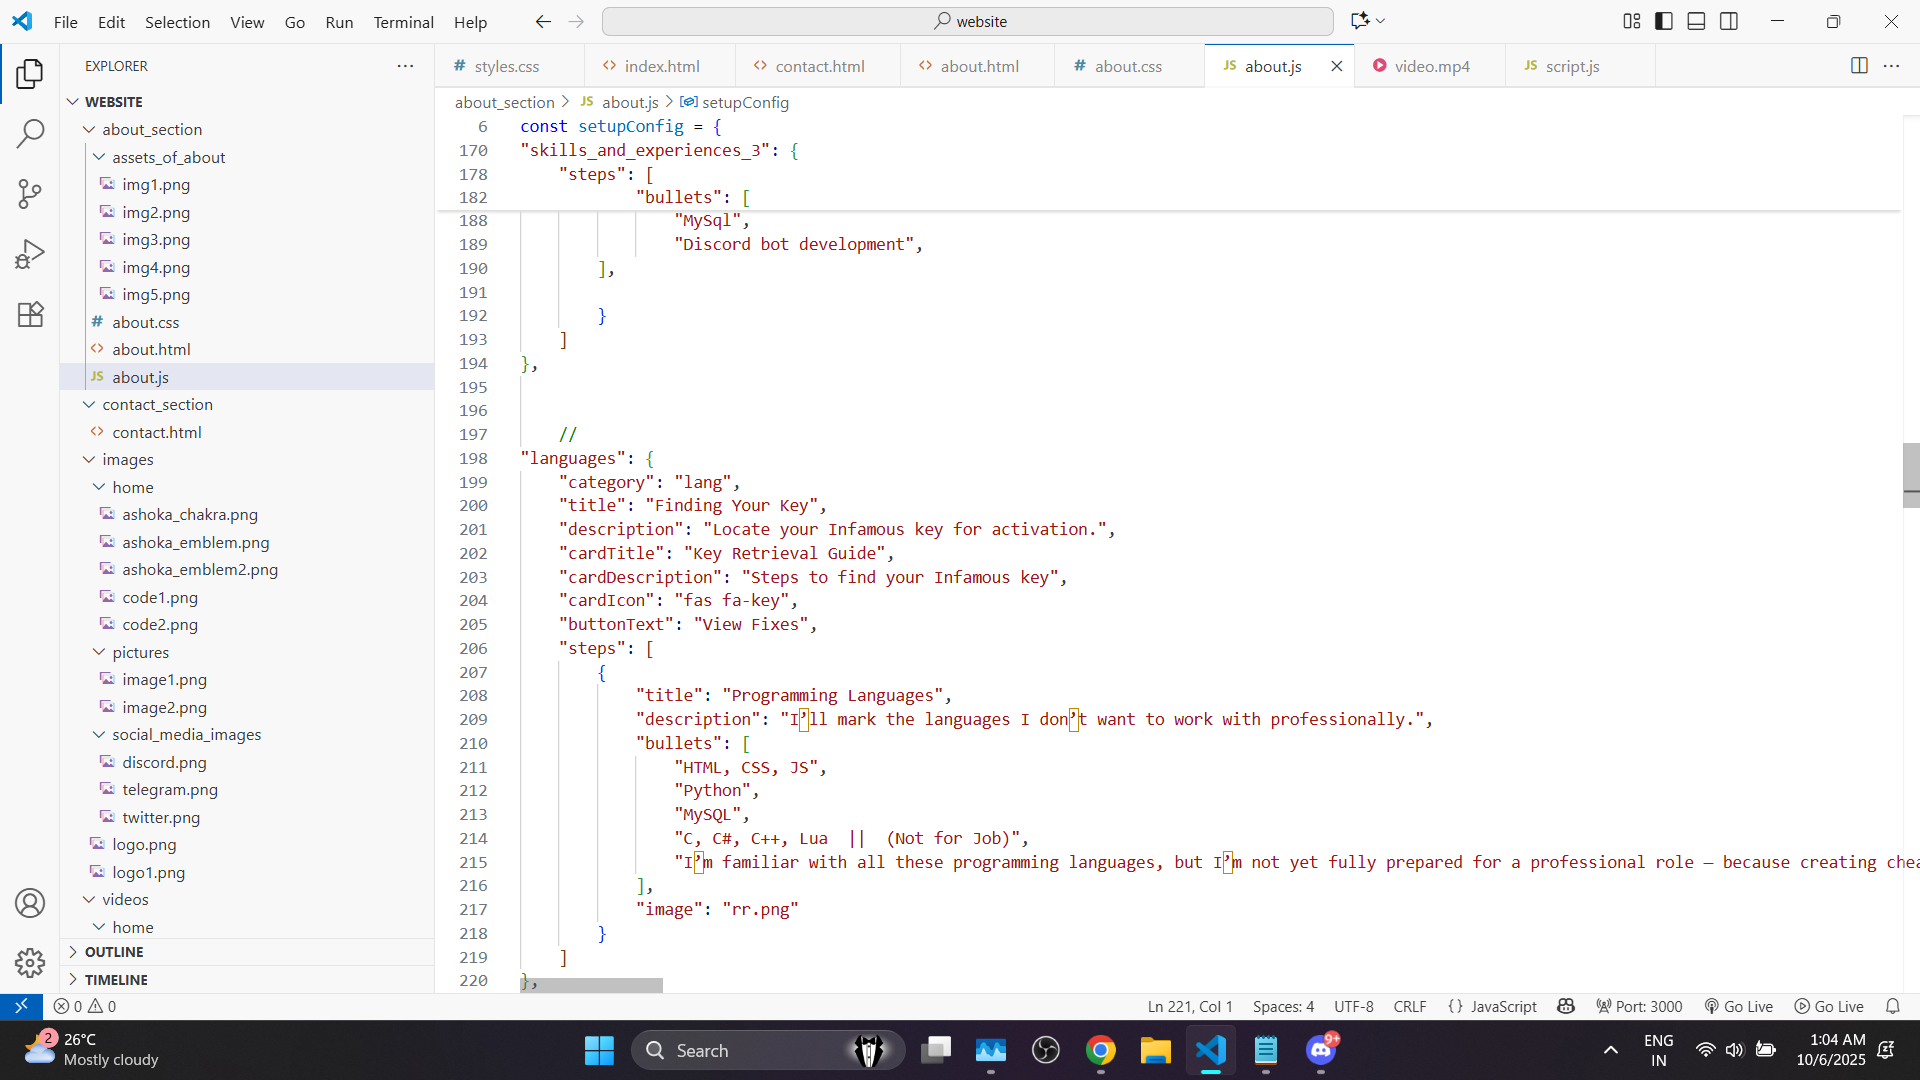 File Edit Selection View Go Run Terminal Help
website
EXPLORER
WEBSITE
about_section
assets_of_about
img1.png
img2.png
img3.png
img4.png
img5.png
about.css
about.html
JS about.js
contact_section
contact.html
images
home
ashoka_chakra.png
ashoka_emblem.png
ashoka_emblem2.png
code1.png
code2.png
pictures
image1.png
image2.png
social_media_images
discord.png
telegram.png
twitter.png
logo.png
logo1.png
videos
home
OUTLINE
TIMELINE
# styles.css <> index.html <> contact.html <> about.html # about.css JS about.js video.mp4 JS script.js
about_section > JS about.js > setupConfig
6 const setupConfig = {
170 "skills_and_experiences_3": {
178 "steps": [
182 "bullets": [
188 "MySql",
189 "Discord bot development",
190 ],
191
192 }
193 ]
194 },
195
196
197 //
198 "languages": {
199 "category": "lang",
200 "title": "Finding Your Key",
201 "description": "Locate your Infamous key for activation.",
202 "cardTitle": "Key Retrieval Guide",
203 "cardDescription": "Steps to find your Infamous key",
204 "cardIcon": "fas fa-key",
205 "buttonText": "View Fixes",
206 "steps": [
207 {
208 "title": "Programming Languages",
209 "description": "I’ll mark the languages I don’t want to work with professionally.",
210 "bullets": [
211 "HTML, CSS, JS",
212 "Python",
213 "MySQL",
214 "C, C#, C++, Lua || (Not for Job)",
215 "I’m familiar with all these programming languages, but I’m not yet fully prepared for a professional role — because creating chea
216 ],
217 "image": "rr.png"
218 }
219 ]
220 },
0 0 Ln 221, Col 1 Spaces: 4 UTF-8 CRLF {} JavaScript Port: 3000 Go Live Go Live
2 26°C
Mostly cloudy
Search
9+
ENG
IN
1:04 AM
10/6/2025